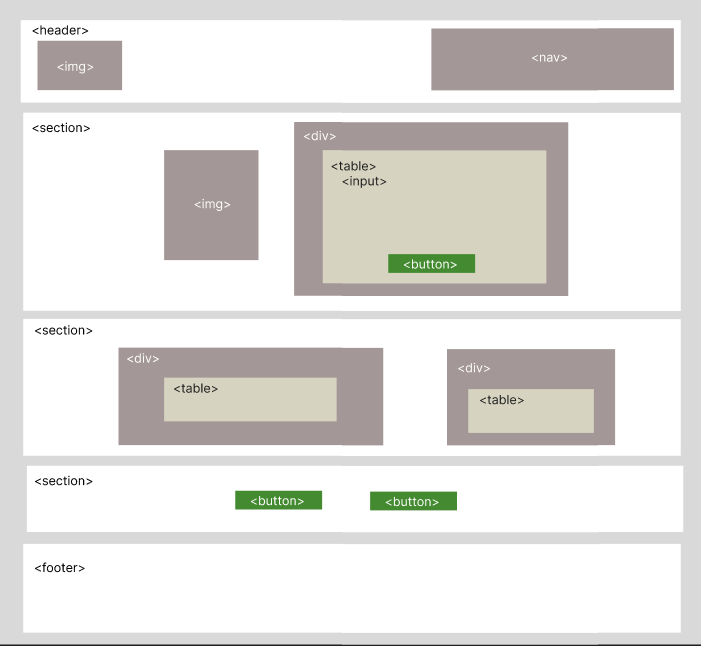 <header>
<img>
<nav>
<section>
<img>
<div>
<table>
<input>
<button>
<section>
<div>
<table>
<div>
<table>
<section>
<button>
<button>
<footer>